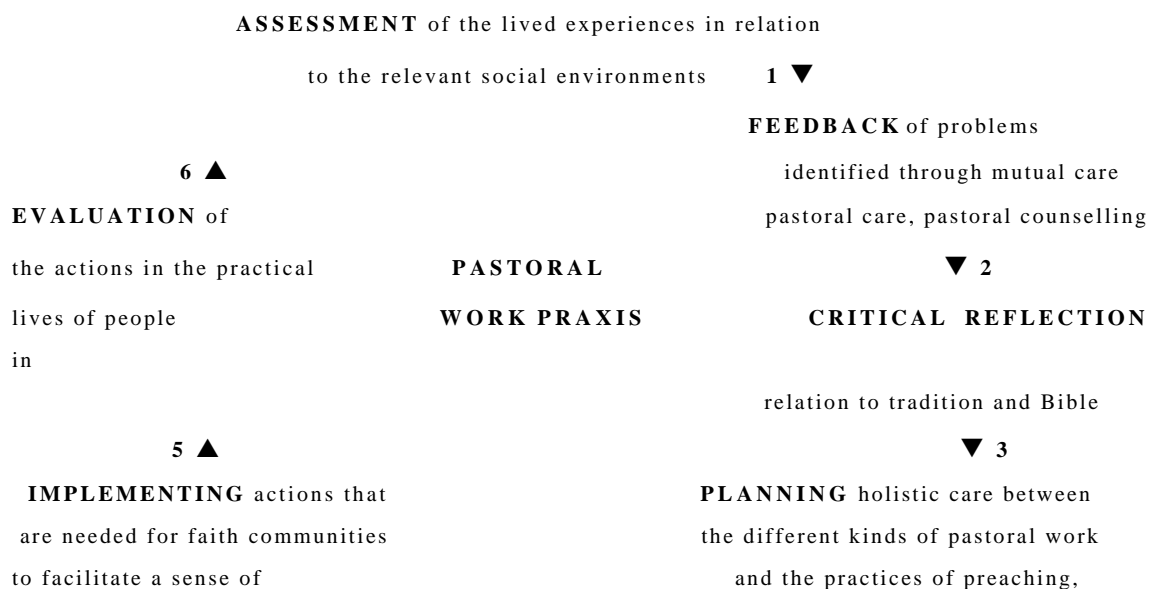 ASSESSMENT of the lived experiences in relation
to the relevant social environments 1 ▼
FEEDBACK of problems
6 ▲ identified through mutual care
EVALUATION of pastoral care, pastoral counselling
the actions in the practical PASTORAL ▼ 2
lives of people WORK PRAXIS CRITICAL REFLECTION
in
relation to tradition and Bible
5 ▲ ▼ 3
IMPLEMENTING actions that PLANNING holistic care between
are needed for faith communities the different kinds of pastoral work
to facilitate a sense of and the practices of preaching,